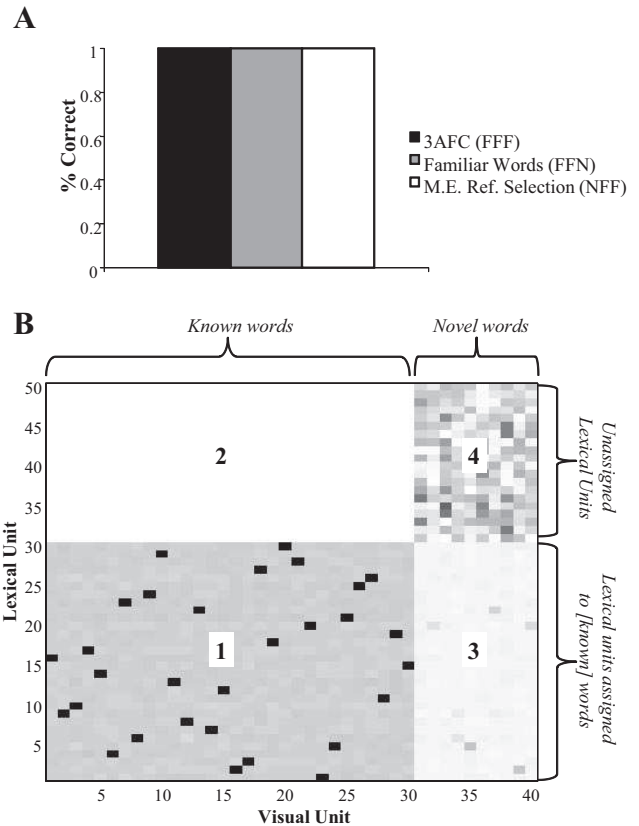 A
1
0.8
0.6
0.4
0.2
0
% Correct
3AFC (FFF)
Familiar Words (FFN)
M.E. Ref. Selection (NFF)
B
Known words
Novel words
50
45
40
35
30
25
20
15
10
5
Lexical Unit
2
4
1
3
Unassigned
Lexical Units
Lexical units assigned
to [known] words
5 10 15 20 25 30 35 40
Visual Unit